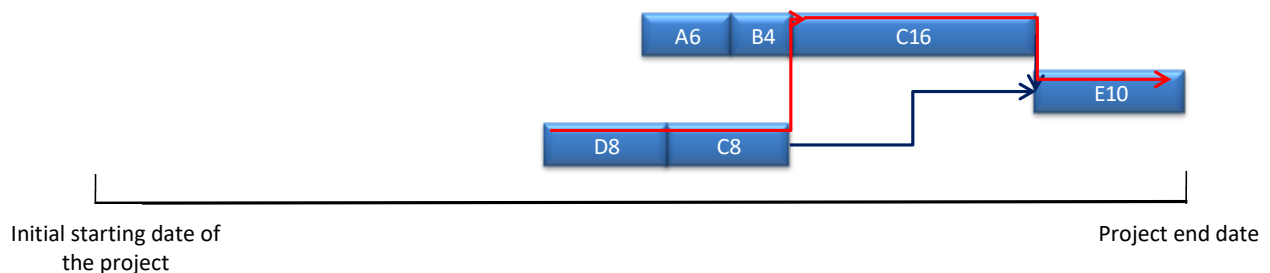 A6
B4
C16
E10
D8
C8
Initial starting date of
the project
Project end date